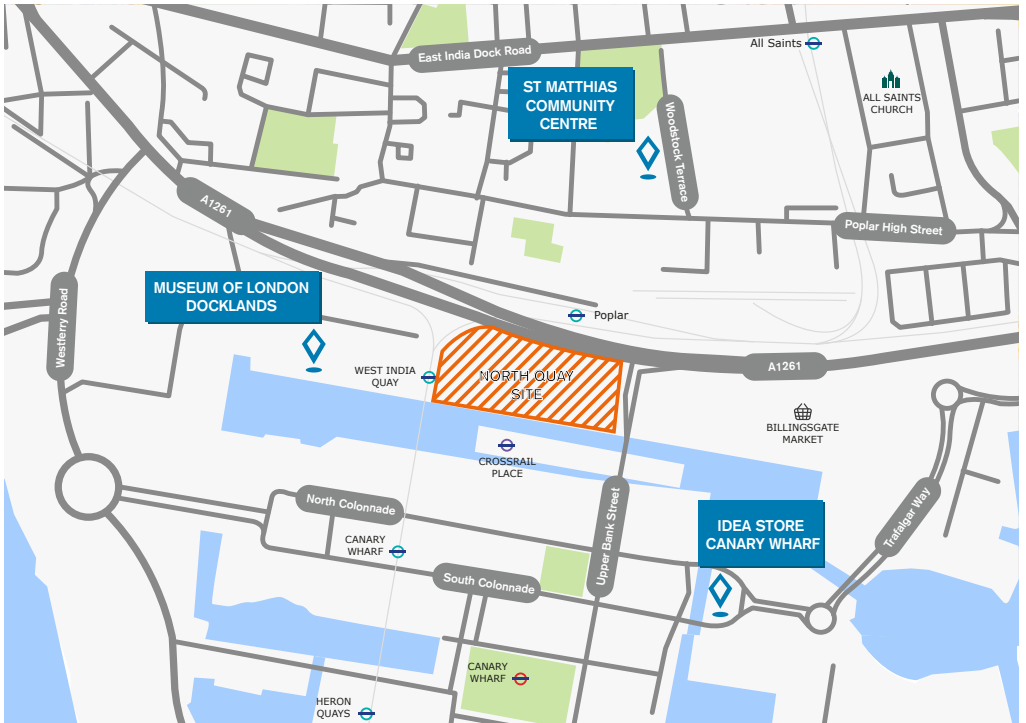 East India Dock Road
All Saints
ST MATTHIAS
COMMUNITY
CENTRE
ALL SAINTS
CHURCH
Woodstock Terrace
A1261
Poplar High Street
MUSEUM OF LONDON
DOCKLANDS
Westferry Road
Poplar
WEST INDIA
QUAY
NORTH QUAY
SITE
A1261
BILLINGSGATE
MARKET
CROSSRAIL
PLACE
North Colonnade
Upper Bank Street
Trafalgar Way
IDEA STORE
CANARY WHARF
CANARY
WHARF
South Colonnade
CANARY
WHARF
HERON
QUAYS